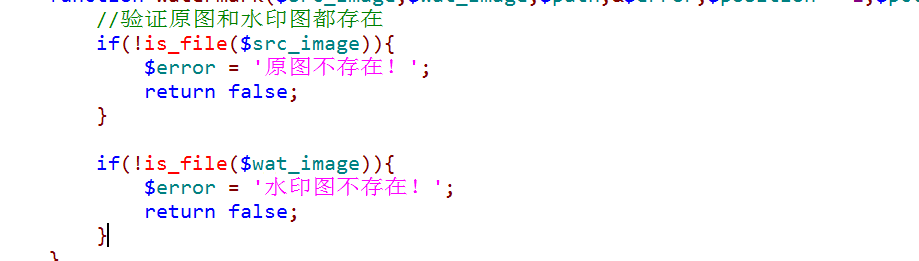 //验证原图和水印图都存在
if(!is_file($src_image)){
$error = '原图不存在！';
return false;
}
if(!is_file($wat_image)){
$error = '水印图不存在！';
return false;
}
}